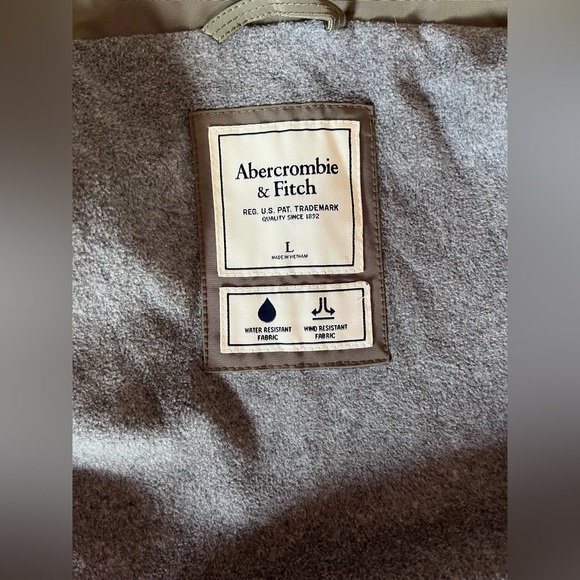 Abercrombie
& Fitch
REG. U.S. PAT. TRADEMARK
QUALITY SINCE 1892
L
MADE IN VIETNAM
WATER RESISTANT
FABRIC
WIND RESISTANT
FABRIC